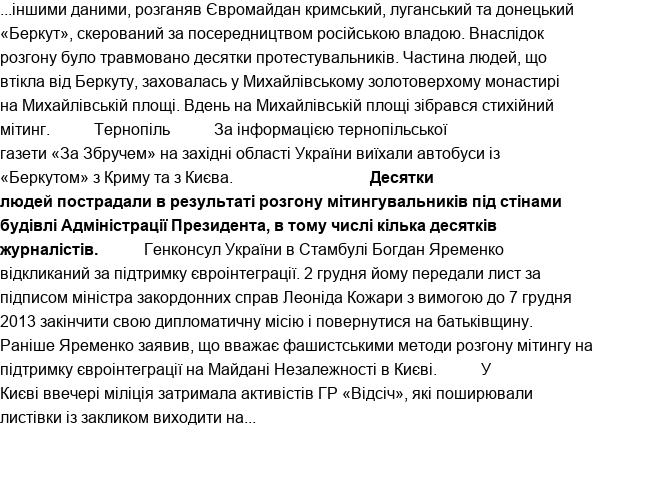 ...іншими даними, розганяв Євромайдан кримський, луганський та донецький
«Беркут», скерований за посередництвом російською владою. Внаслідок
розгону було травмовано десятки протестувальників. Частина людей, що
втікла від Беркуту, заховалась у Михайлівському золотоверхому монастирі
на Михайлівській площі. Вдень на Михайлівській площі зібрався стихійний
мітинг. Тернопіль За інформацією тернопільської
газети «За Збручем» на західні області України виїхали автобуси із
«Беркутом» з Криму та з Києва. Десятки
людей пострадали в результаті розгону мітингувальників під стінами
будівлі Адміністрації Президента, в тому числі кілька десятків
журналістів. Генконсул України в Стамбулі Богдан Яременко
відкликаний за підтримку євроінтеграції. 2 грудня йому передали лист за
підписом міністра закордонних справ Леоніда Кожари з вимогою до 7 грудня
2013 закінчити свою дипломатичну місію і повернутися на батьківщину.
Раніше Яременко заявив, що вважає фашистськими методи розгону мітингу на
підтримку євроінтеграції на Майдані Незалежності в Києві. У
Києві ввечері міліція затримала активістів ГР «Відсіч», які поширювали
листівки із закликом виходити на...